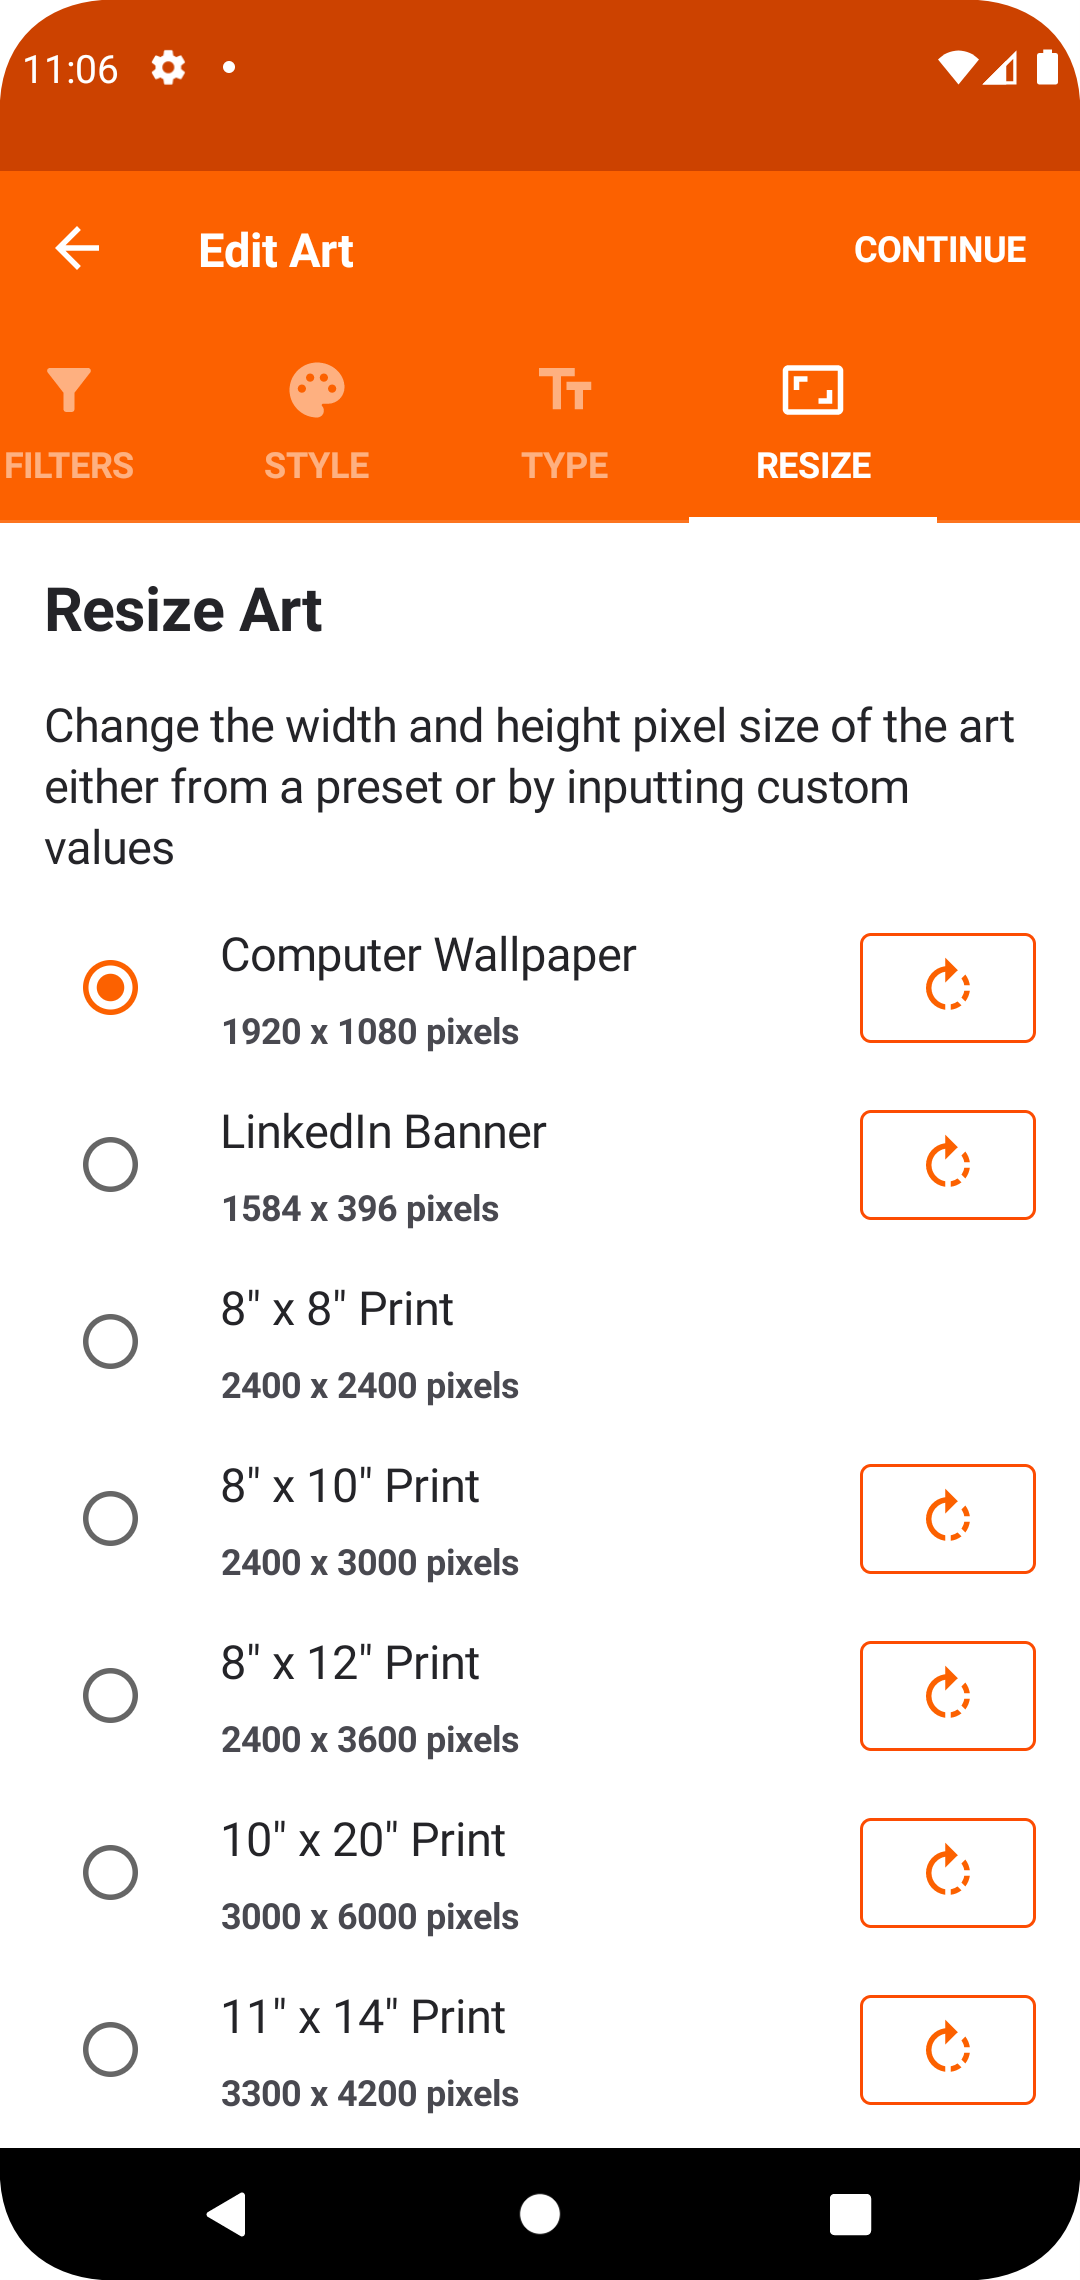 11:06
Edit Art
CONTINUE
FILTERS
STYLE
TYPE
RESIZE
Resize Art
Change the width and height pixel size of the art
either from a preset or by inputting custom
values
Computer Wallpaper
1920 x 1080 pixels
LinkedIn Banner
1584 x 396 pixels
8" x 8" Print
2400 x 2400 pixels
8" x 10" Print
2400 x 3000 pixels
8" x 12" Print
2400 x 3600 pixels
10" x 20" Print
3000 x 6000 pixels
11" x 14" Print
3300 x 4200 pixels